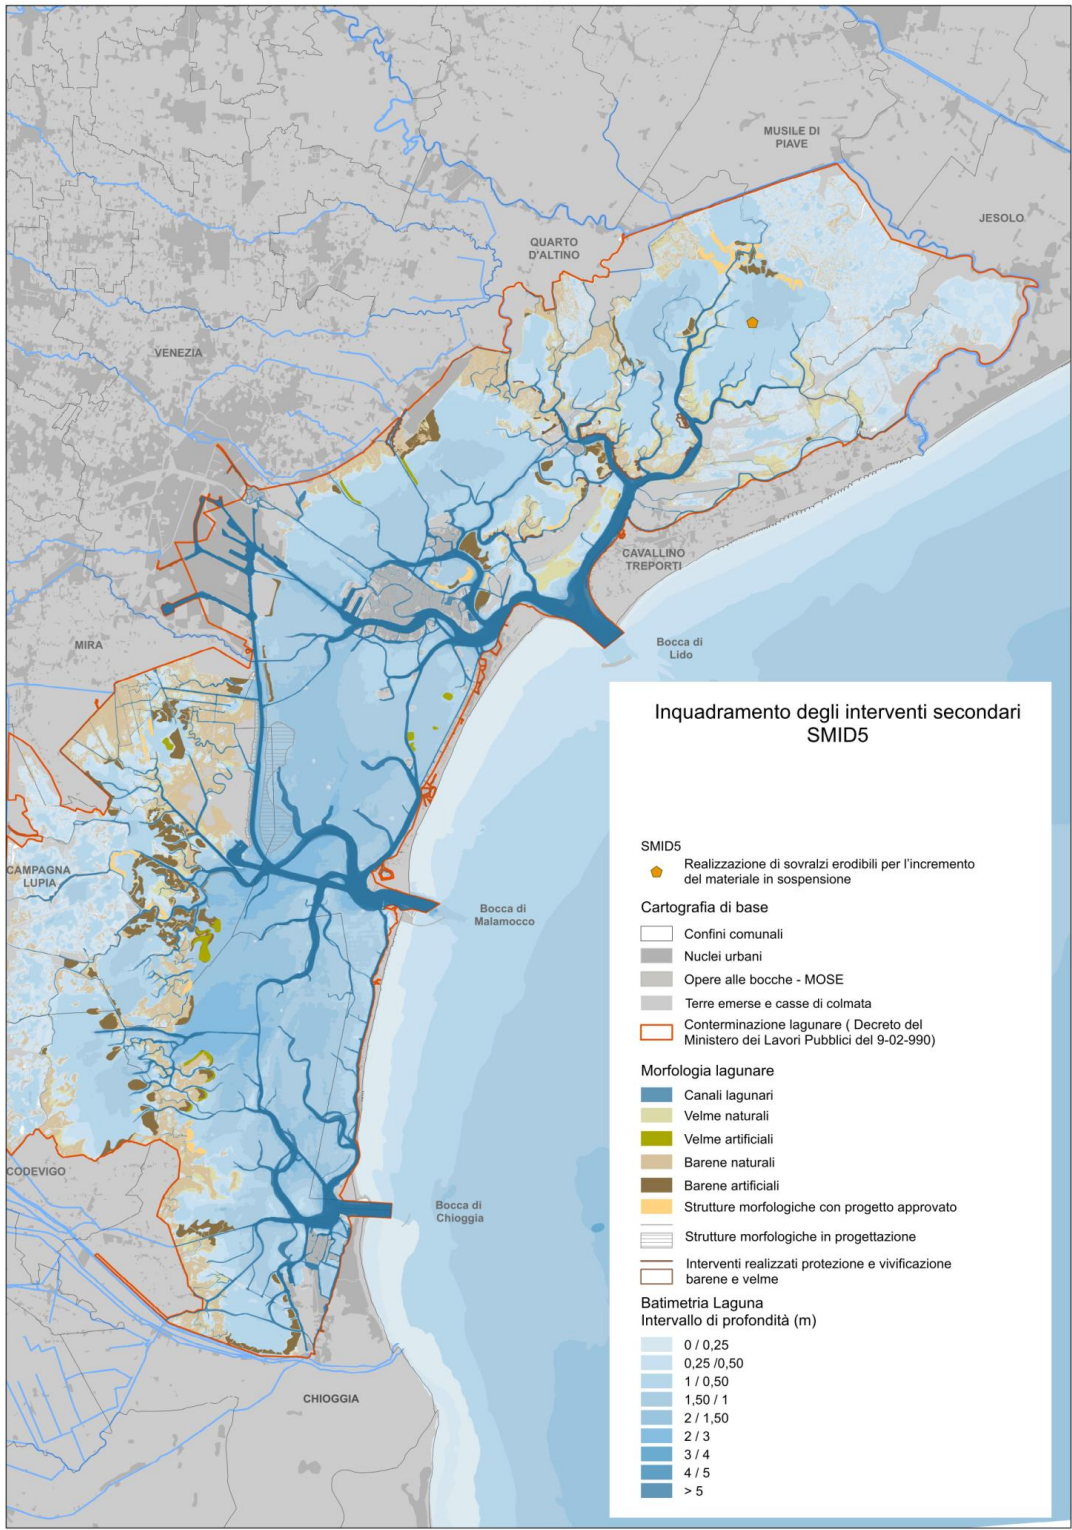 MUSILE DI
PIAVE
JESOLO
QUARTO
D'ALTINO
VENEZIA
CAVALLINO
TREPORTI
MIRA
Bocca di
Lido
CAMPAGNA
LUPIA
Bocca di
Malamocco
CODEVIGO
Bocca di
Chioggia
CHIOGGIA
Inquadramento degli interventi secondari
SMID5
SMID5
Realizzazione di sovralzi erodibili per l'incremento
del materiale in sospensione
Cartografia di base
Confini comunali
Nuclei urbani
Opere alle bocche - MOSE
Terre emerse e casse di colmata
Conterminazione lagunare ( Decreto del
Ministero dei Lavori Pubblici del 9-02-990)
Morfologia lagunare
Canali lagunari
Velme naturali
Velme artificiali
Barene naturali
Barene artificiali
Strutture morfologiche con progetto approvato
Strutture morfologiche in progettazione
Interventi realizzati protezione e vivificazione
barene e velme
Batimetria Laguna
Intervallo di profondità (m)
0 / 0,25
0,25 /0,50
1 / 0,50
1,50 / 1
2 / 1,50
2 / 3
3 / 4
4 / 5
> 5